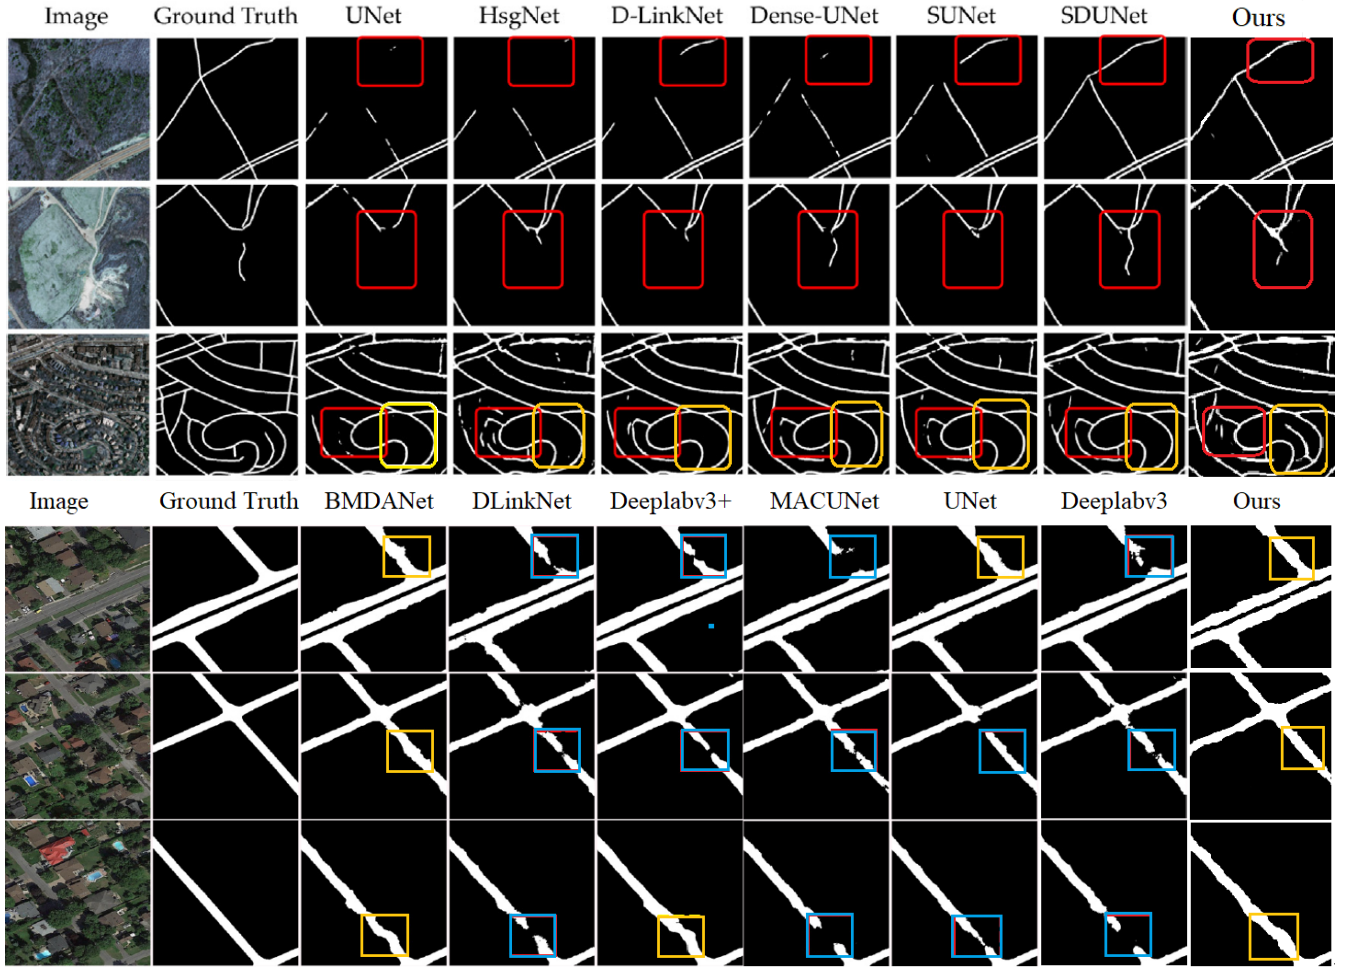 Image Ground Truth UNet HsgNet D-LinkNet Dense-UNet SUNet SDUNet Ours
Image Ground Truth BMDANet DLinkNet Deeplabv3+ MACUNet UNet Deeplabv3 Ours